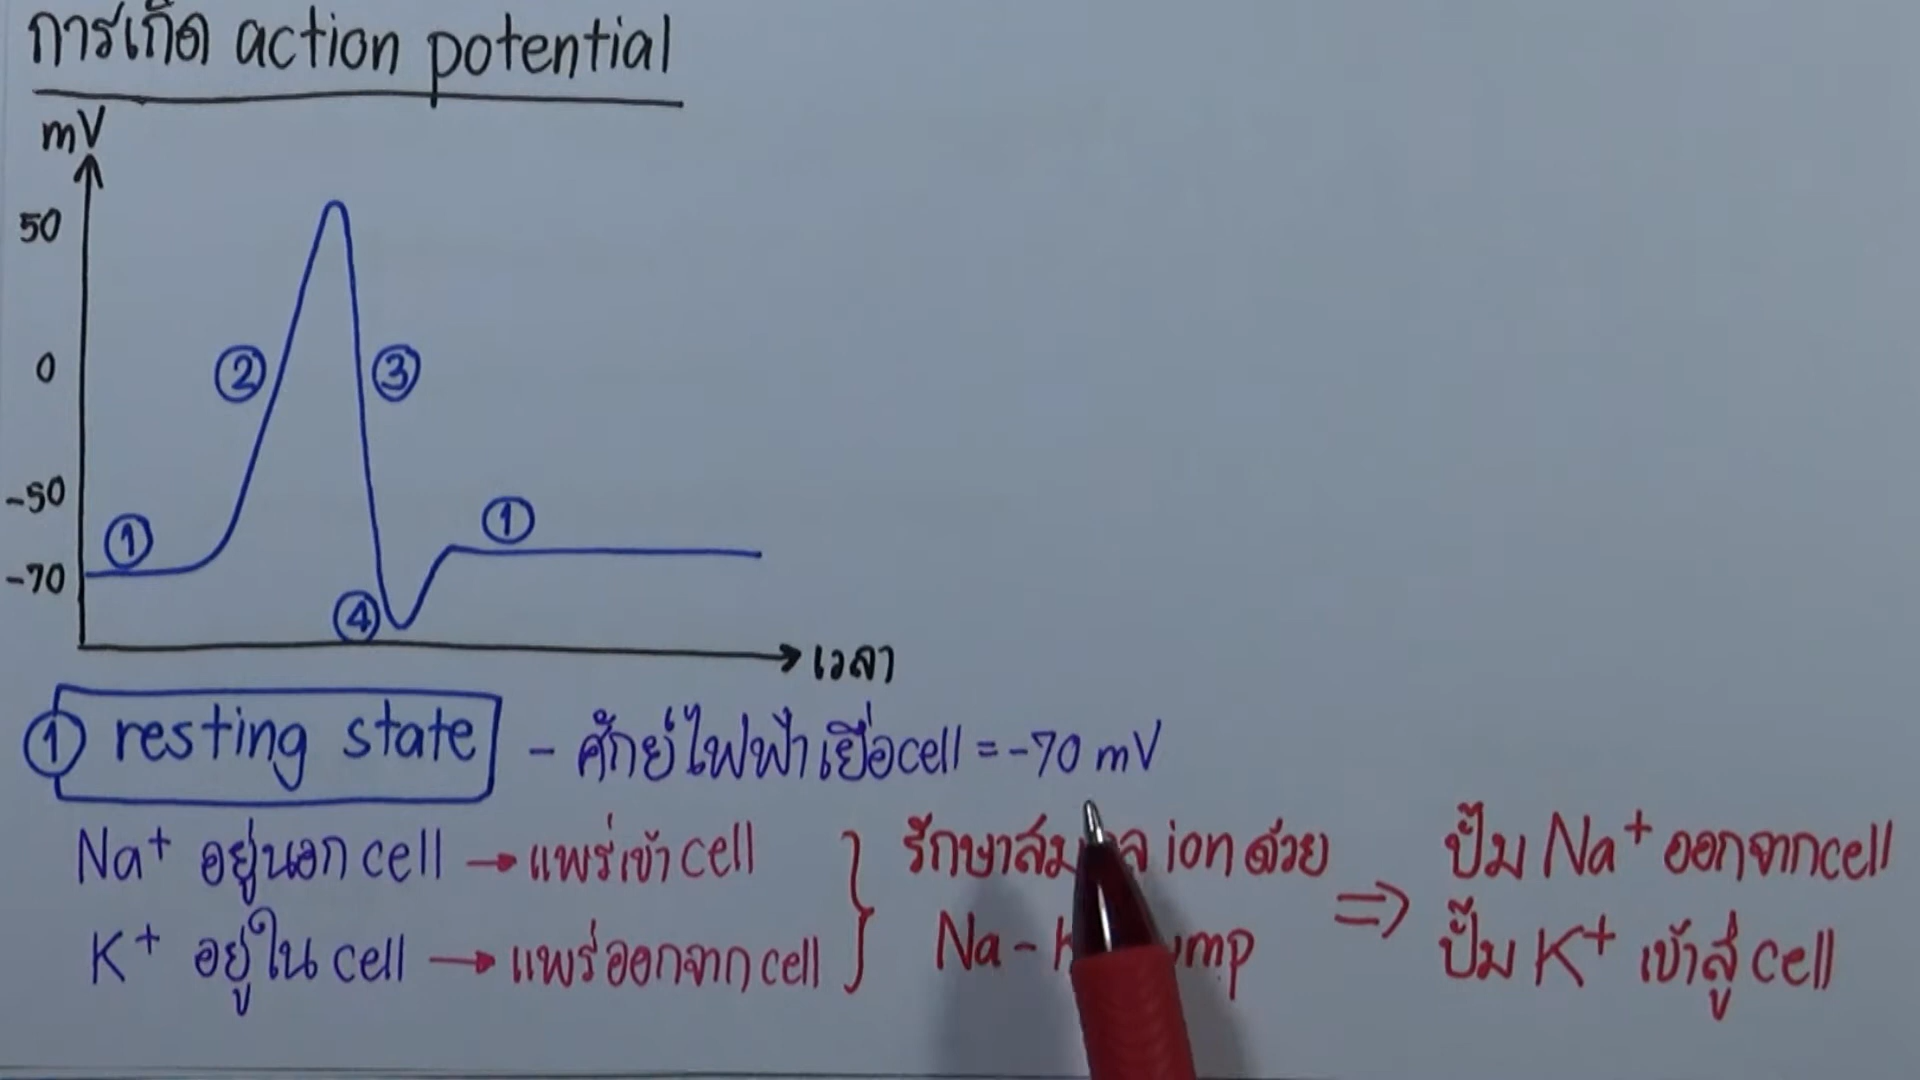 การเกิด action potential
mV
50
0
-50
-70
②
③
①
①
④
เวลา
① resting state - ศักย์ไฟฟ้าเยื่อcell = -70 mV
Na⁺ อยู่นอก cell → แพร่เข้า cell } รักษาสม ion ด้วย ⇒ ปั๊ม Na⁺ ออกจากcell
K⁺ อยู่ใน cell → แพร่ออกจาก cell Na - ปั๊ม K⁺ เข้าสู่ cell